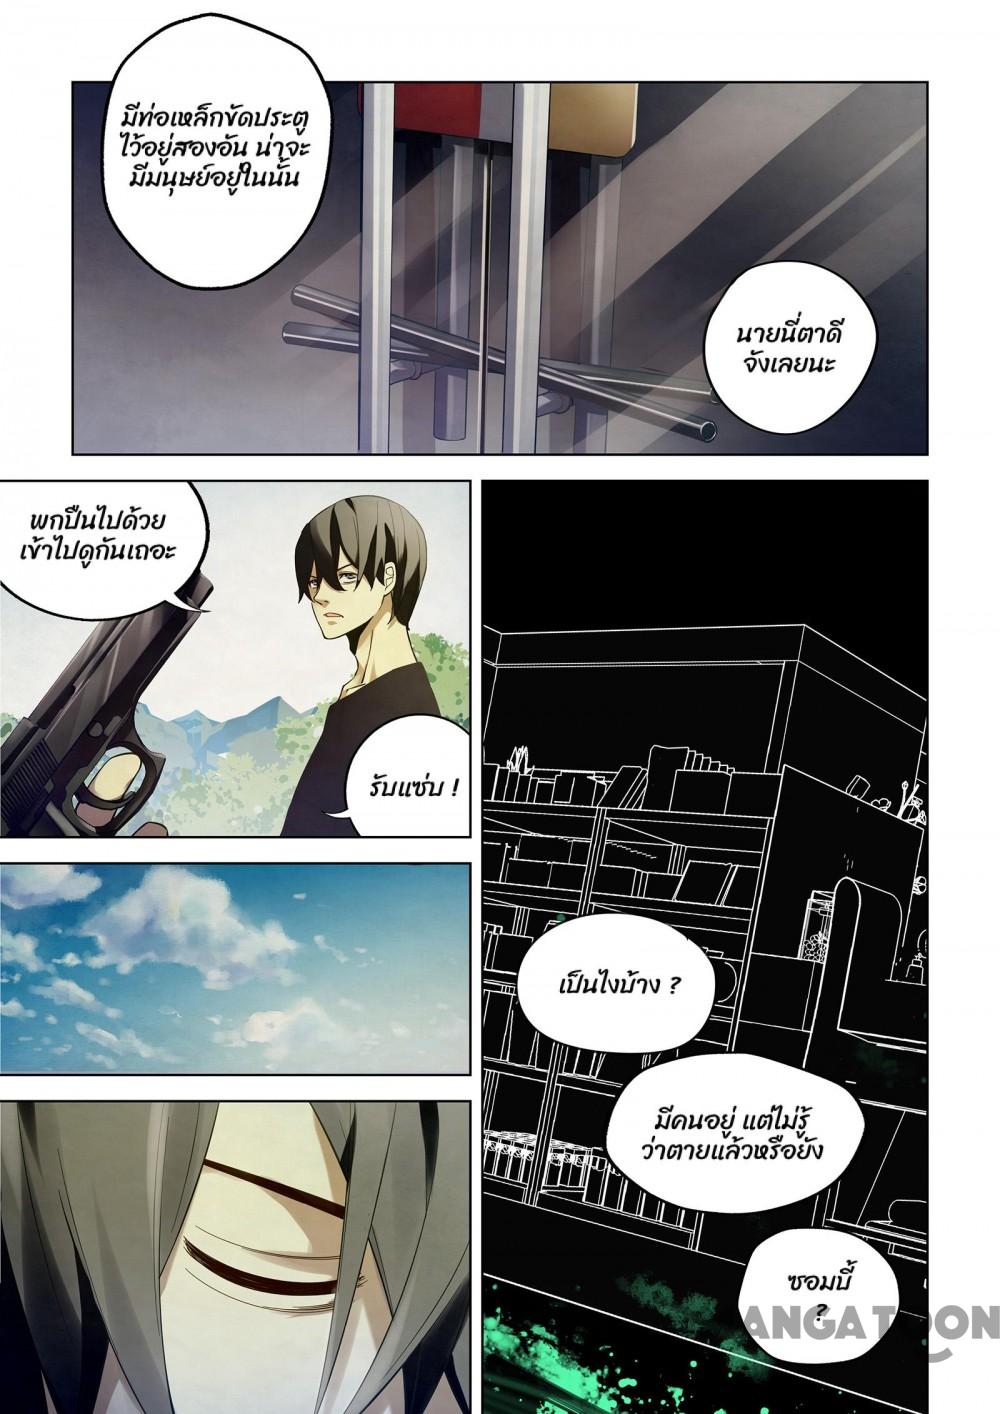 มีท่อเหล็กขัดประตู
ไว้อยู่สองอัน น่าจะ
มีมนุษย์อยู่ในนั้น
นายนี่ตาดี
จังเลยนะ
พกปืนไปด้วย
เข้าไปดูกันเถอะ
รับแซ่บ !
เป็นไงบ้าง ?
มีคนอยู่ แต่ไม่รู้
ว่าตายแล้วหรือยัง
ซอมบี้
?
ANGATOON